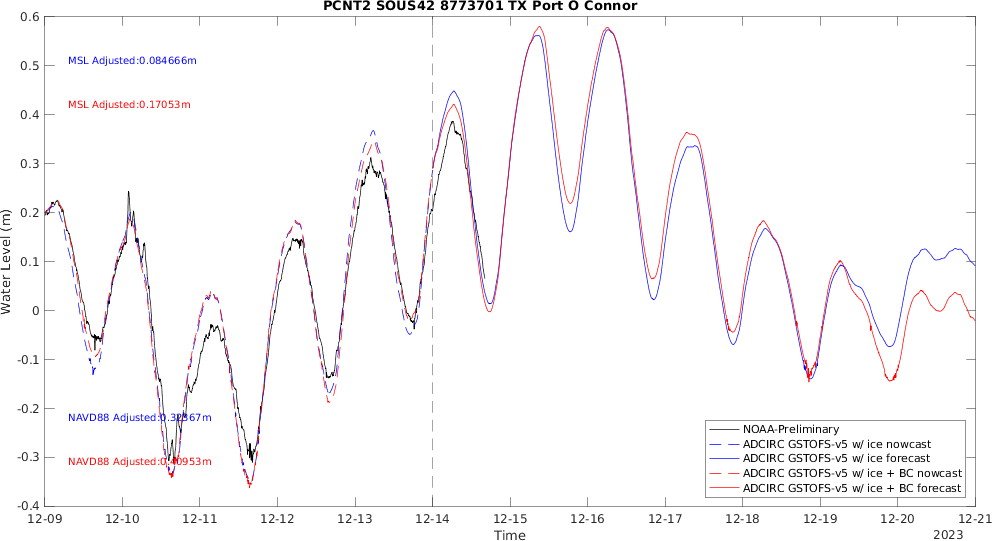 PCNT2 SOUS42 8773701 TX Port O Connor
0.6
0.5
0.4
0.3
0.2
0.1
0
-0.1
-0.2
-0.3
-0.4
Water Level (m)
MSL Adjusted:0.084666m
MSL Adjusted:0.17053m
NAVD88 Adjusted:0.32367m
NAVD88 Adjusted:0.40953m
NOAA-Preliminary
ADCIRC GSTOFS-v5 w/ ice nowcast
ADCIRC GSTOFS-v5 w/ ice forecast
ADCIRC GSTOFS-v5 w/ ice + BC nowcast
ADCIRC GSTOFS-v5 w/ ice + BC forecast
12-09 12-10 12-11 12-12 12-13 12-14 12-15 12-16 12-17 12-18 12-19 12-20 12-21
Time
2023